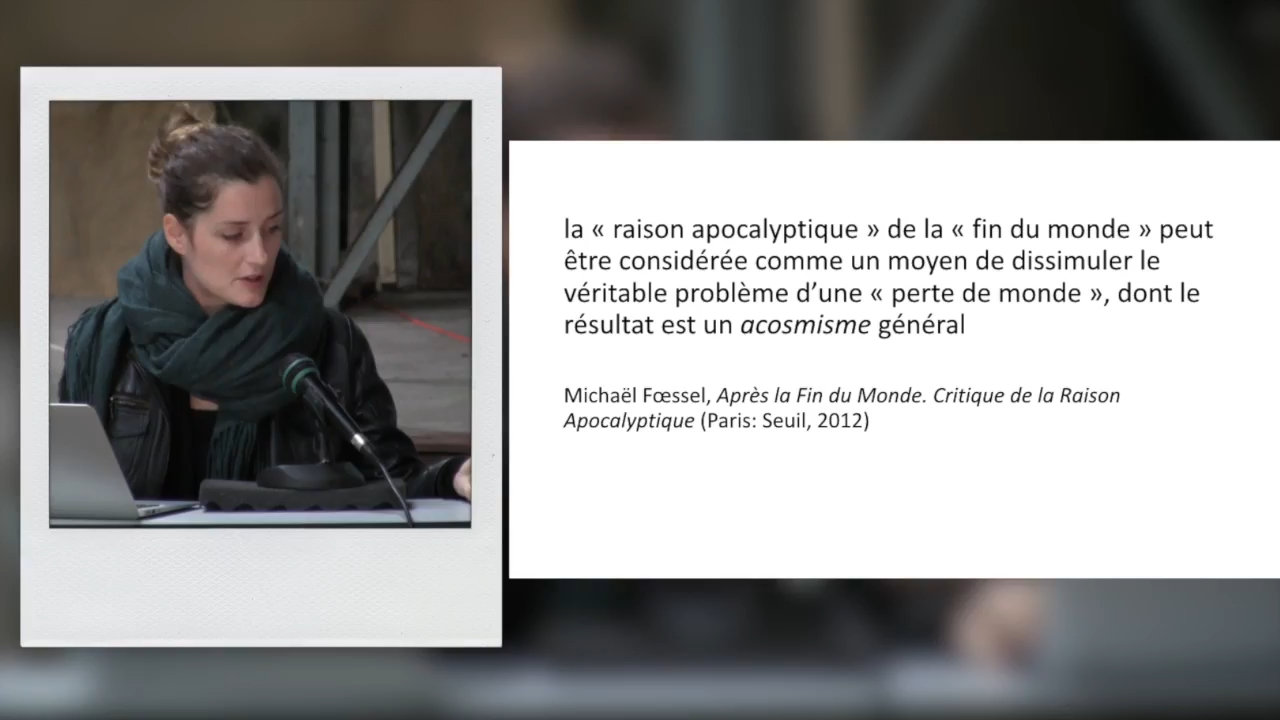 la « raison apocalyptique » de la « fin du monde » peut
être considérée comme un moyen de dissimuler le
véritable problème d’une « perte de monde », dont le
résultat est un acosmisme général
Michaël Fœssel, Après la Fin du Monde. Critique de la Raison
Apocalyptique (Paris: Seuil, 2012)